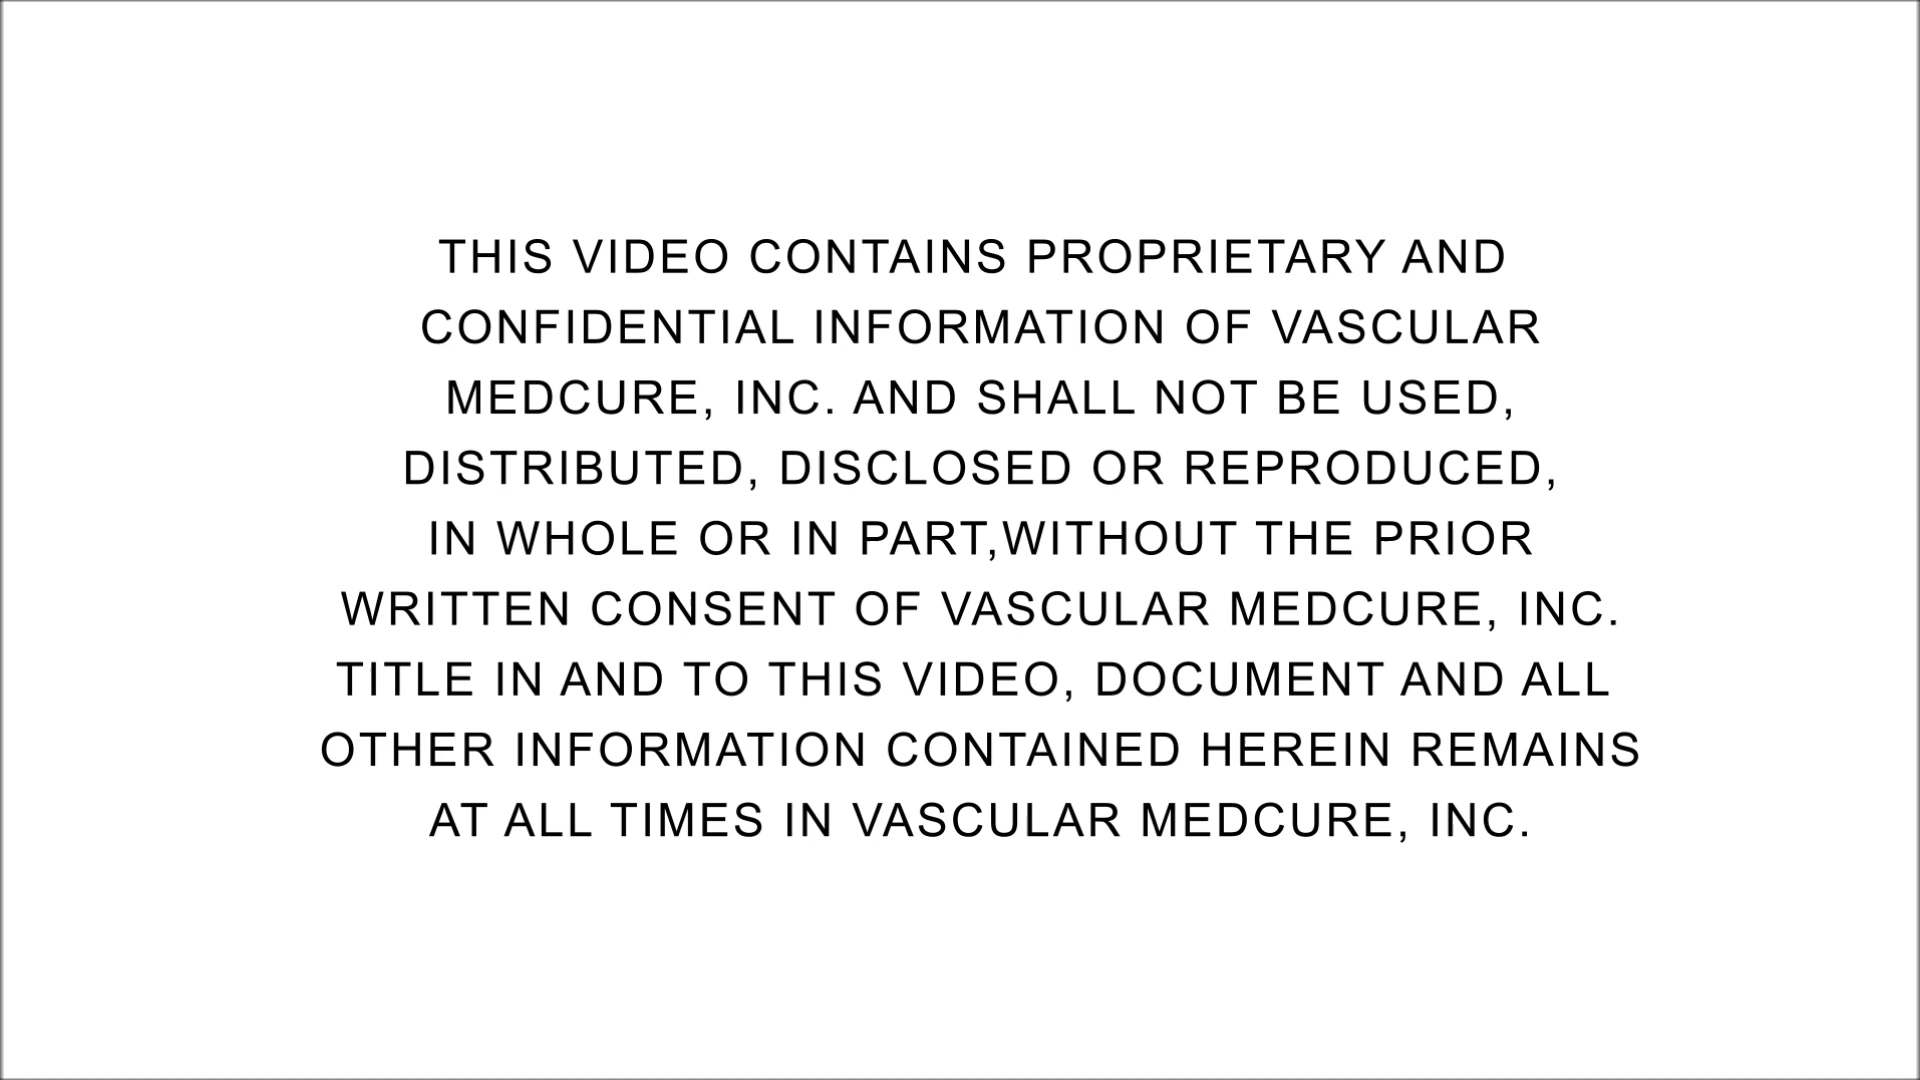 THIS VIDEO CONTAINS PROPRIETARY AND
CONFIDENTIAL INFORMATION OF VASCULAR
MEDCURE, INC. AND SHALL NOT BE USED,
DISTRIBUTED, DISCLOSED OR REPRODUCED,
IN WHOLE OR IN PART,WITHOUT THE PRIOR
WRITTEN CONSENT OF VASCULAR MEDCURE, INC.
TITLE IN AND TO THIS VIDEO, DOCUMENT AND ALL
OTHER INFORMATION CONTAINED HEREIN REMAINS
AT ALL TIMES IN VASCULAR MEDCURE, INC.